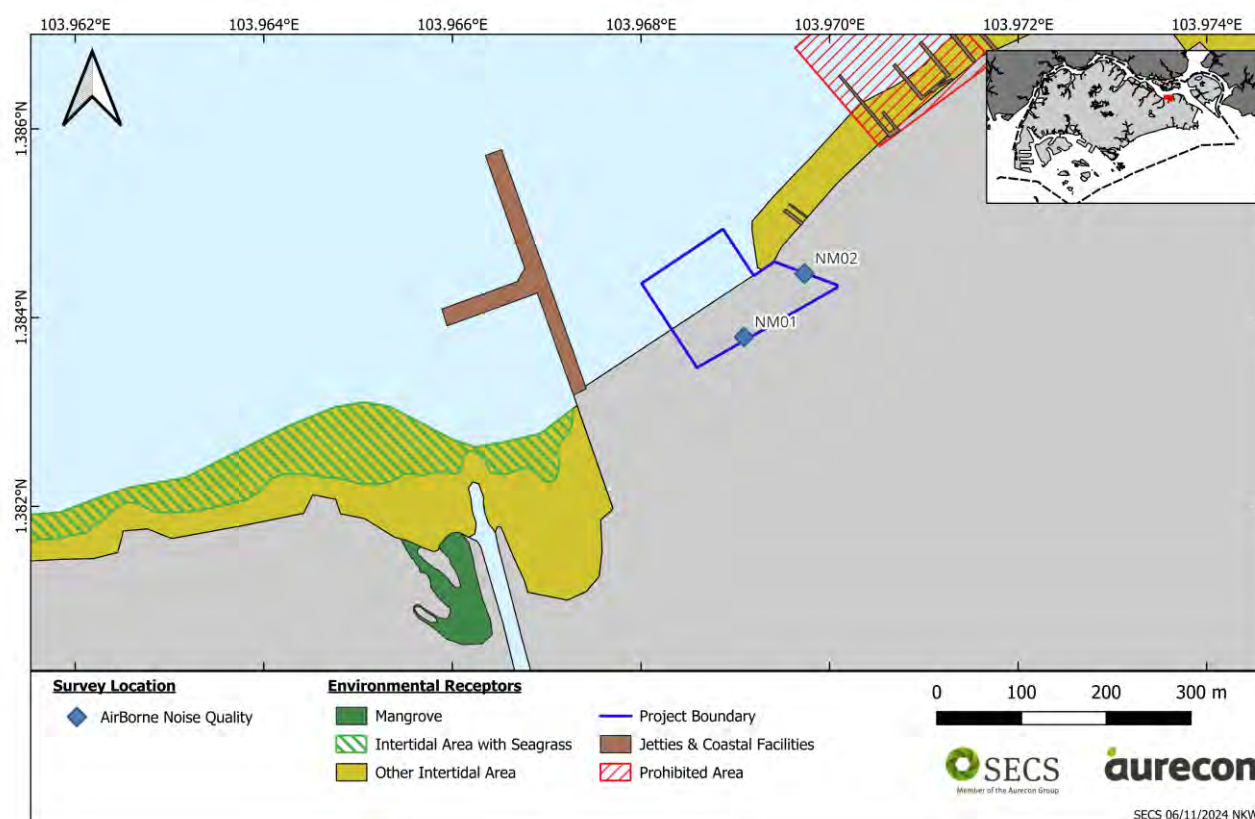 103.962°E 103.964°E 103.966°E 103.968°E 103.970°E 103.972°E 103.974°E
1.386°N
1.384°N
1.382°N
NM02
NM01
Survey Location
AirBorne Noise Quality
Environmental Receptors
Mangrove
Intertidal Area with Seagrass
Other Intertidal Area
Project Boundary
Jetties & Coastal Facilities
Prohibited Area
0 100 200 300 m
SECS
Member of the Aurecon Group
aurecon
SECS 06/11/2024 NKW